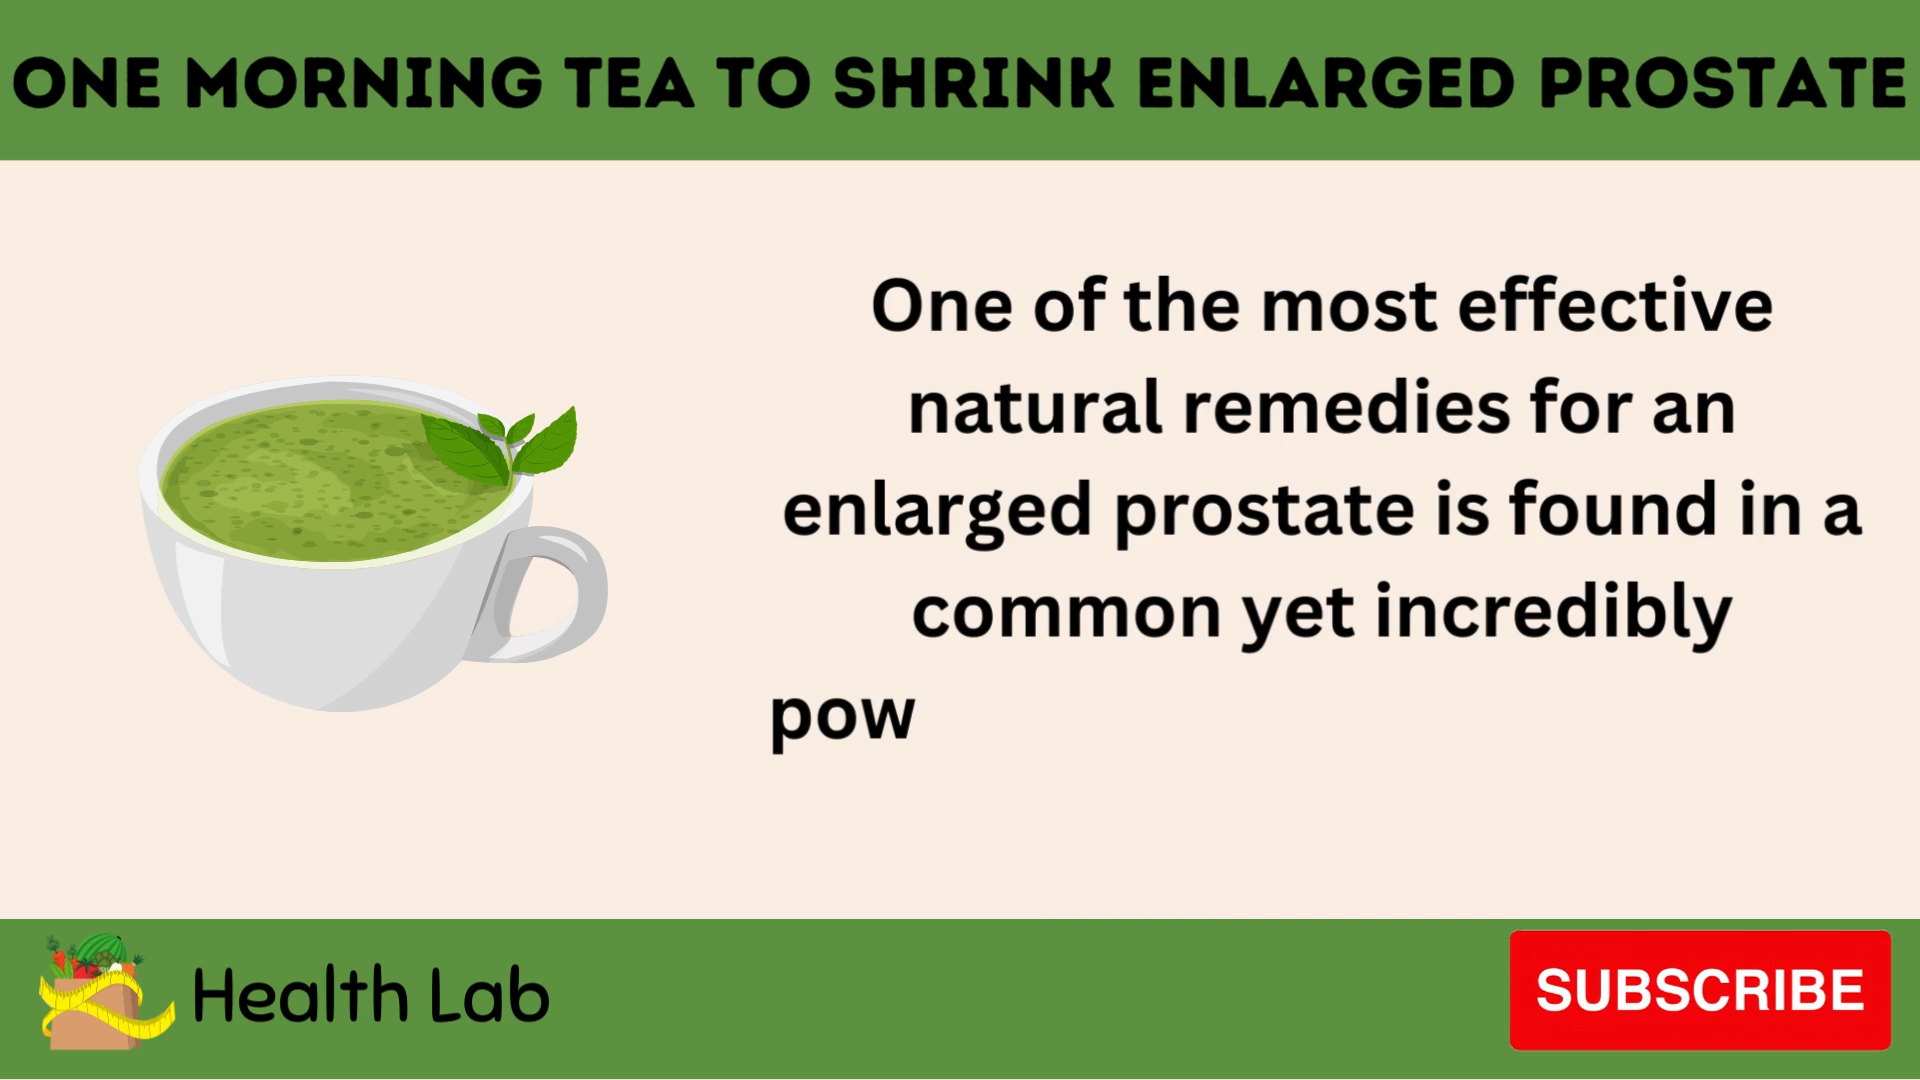 ONE MORNING TEA TO SHRINK ENLARGED PROSTATE
One of the most effective
natural remedies for an
enlarged prostate is found in a
common yet incredibly
pow
Health Lab
SUBSCRIBE